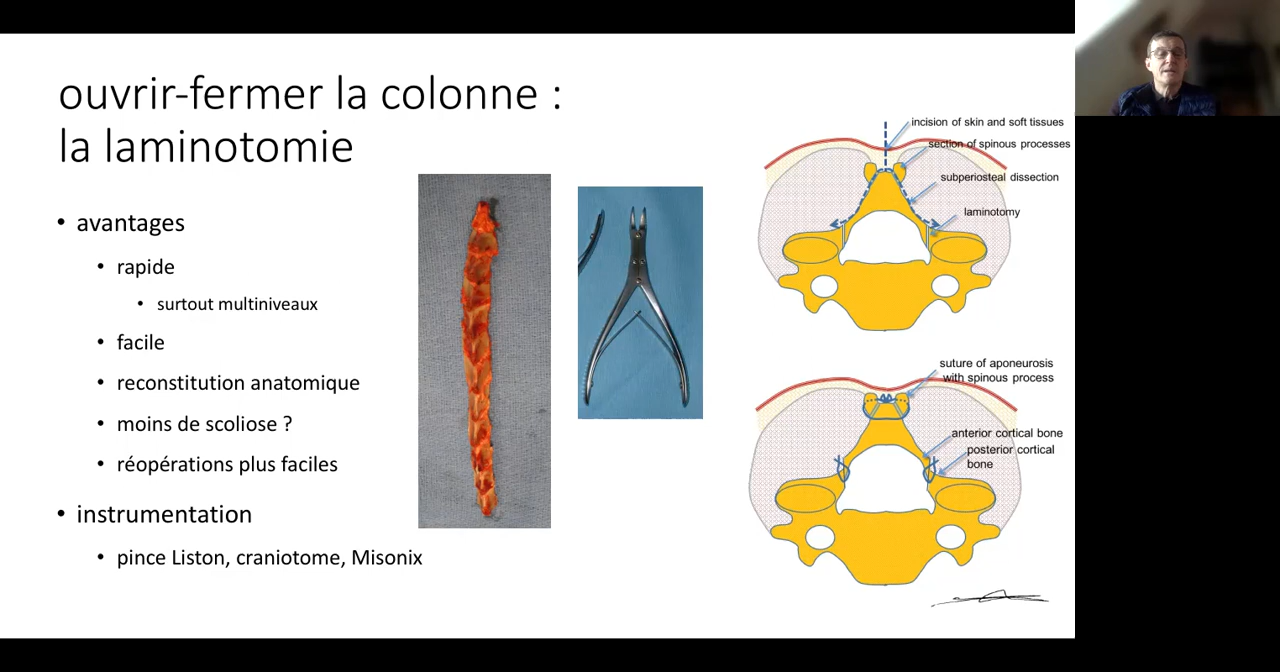 ouvrir-fermer la colonne :
la laminotomie
• avantages
• rapide
• surtout multiniveaux
• facile
• reconstitution anatomique
• moins de scoliose ?
• réopérations plus faciles
• instrumentation
• pince Liston, craniotome, Misonix
incision of skin and soft tissues
section of spinous processes
subperiosteal dissection
laminotomy
suture of aponeurosis
with spinous process
anterior cortical bone
posterior cortical
bone